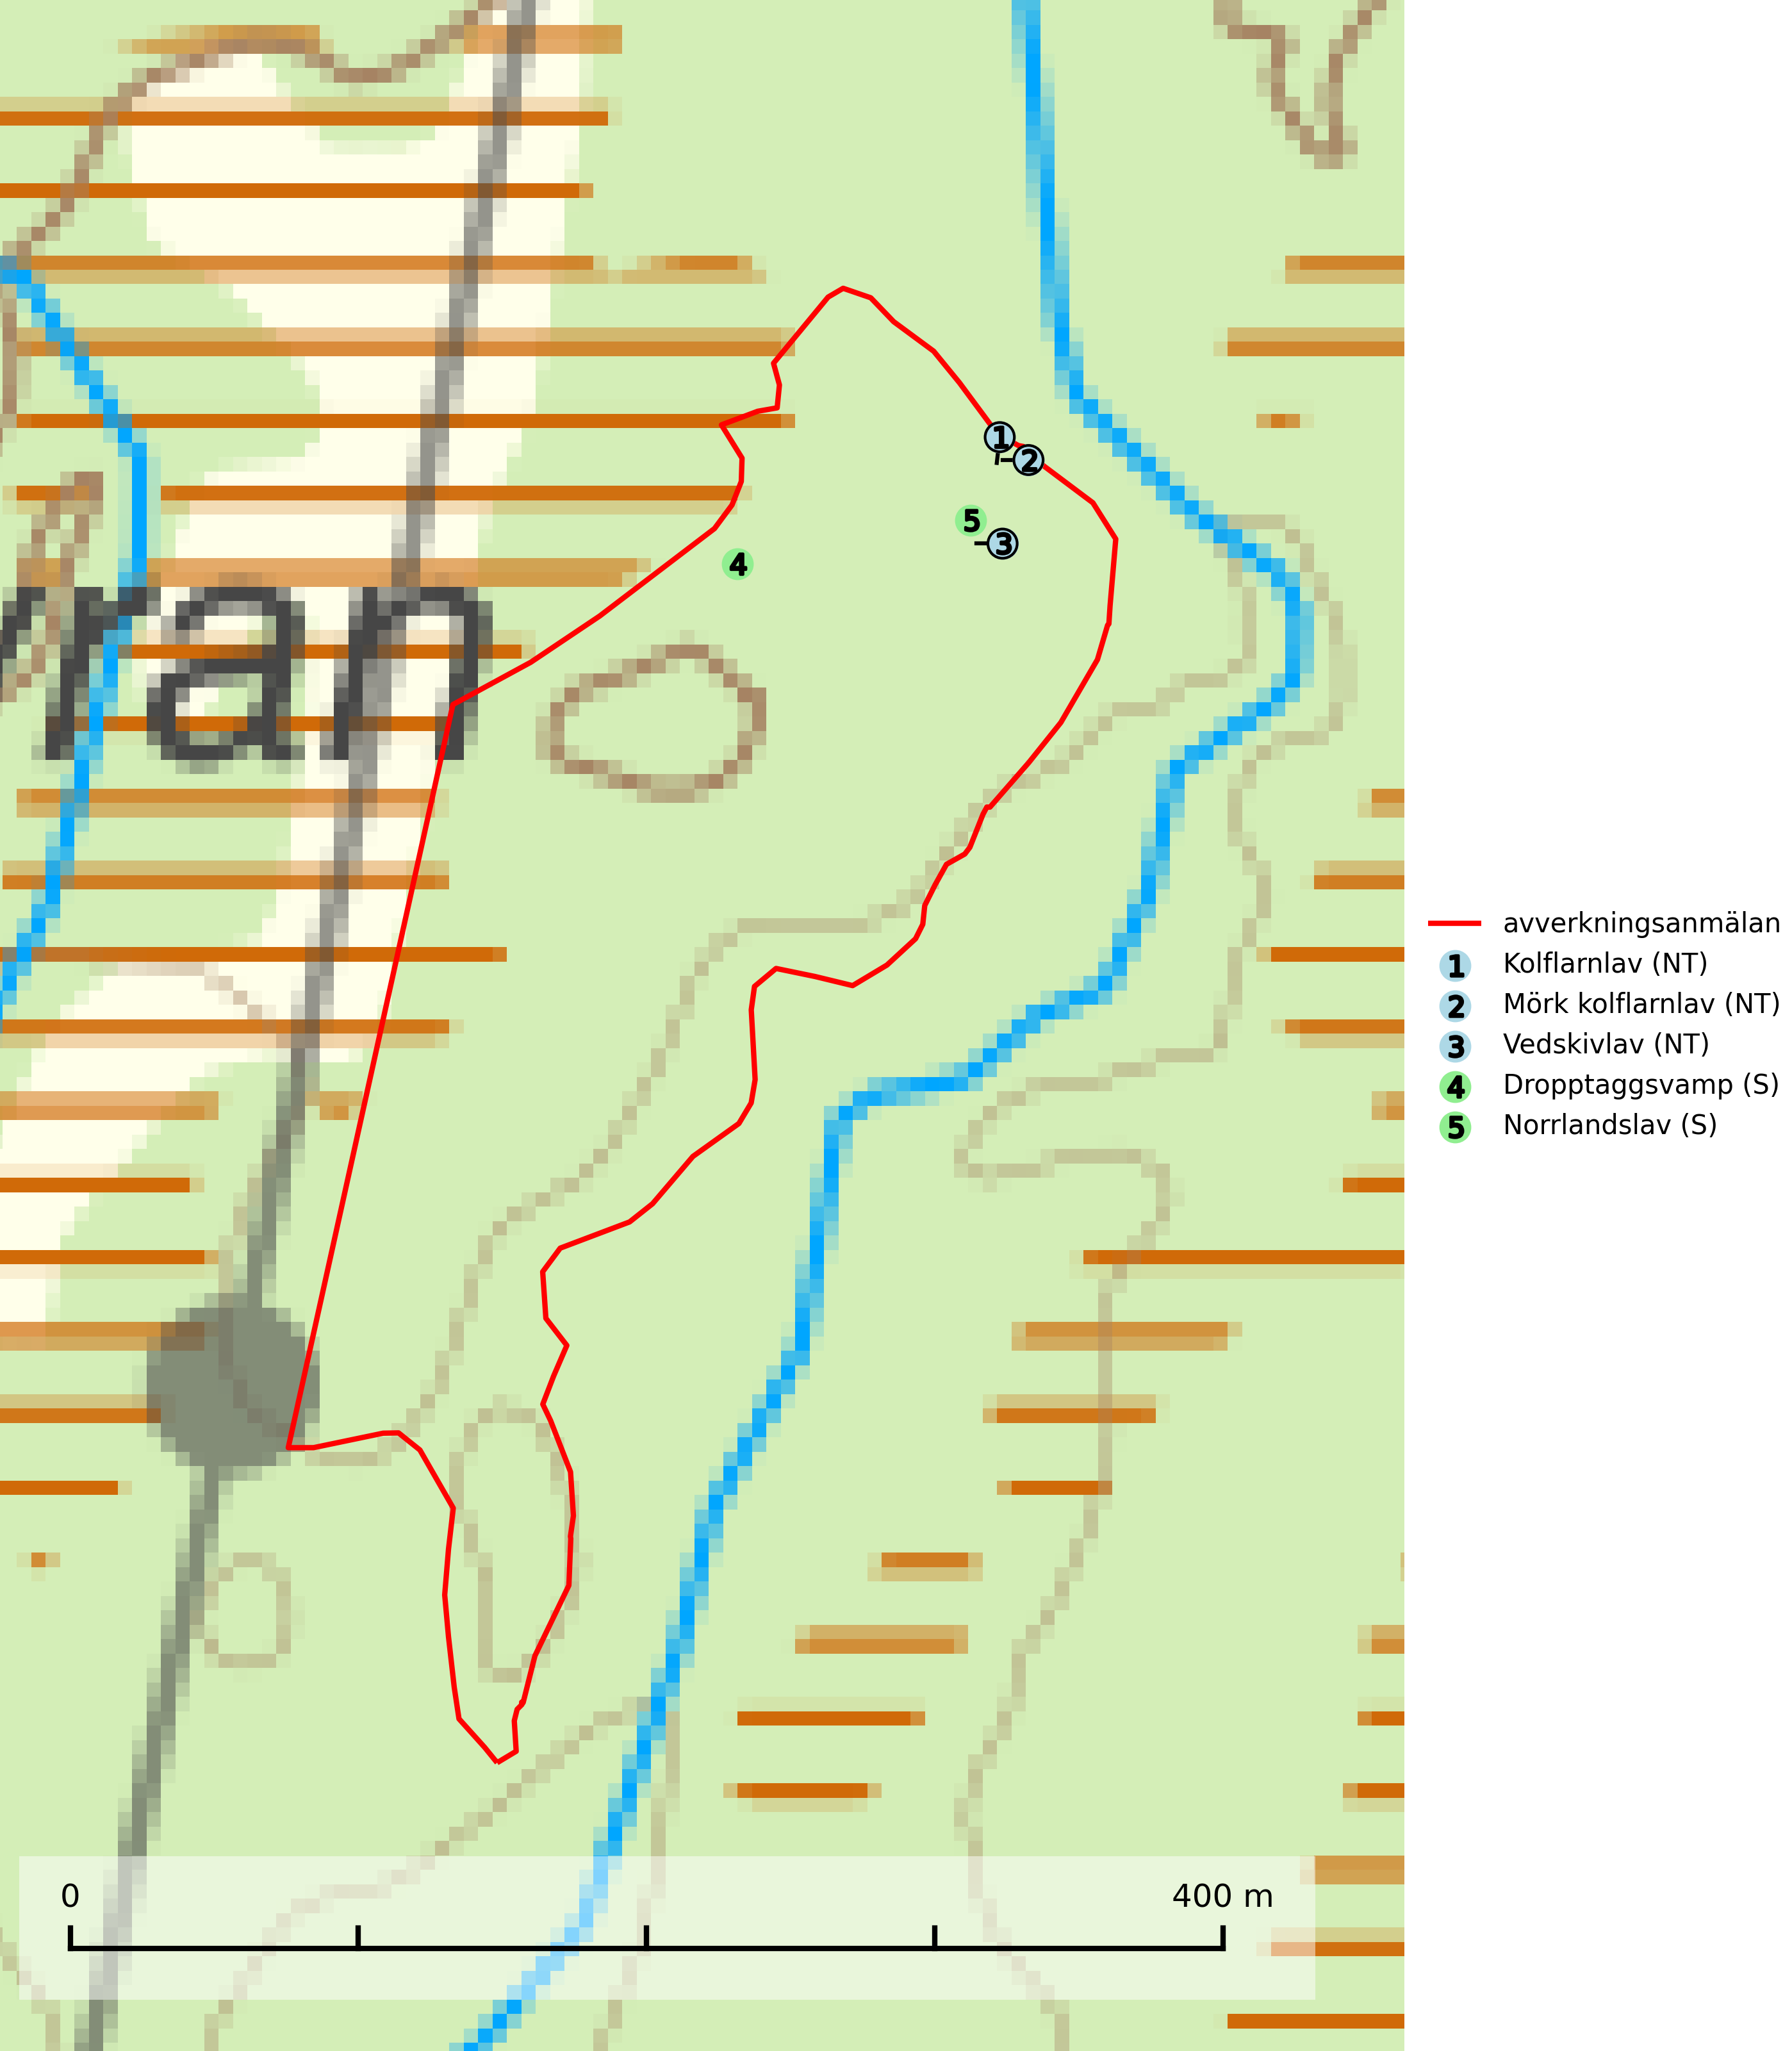 1
2
5
3
4
an
0
400 m
avverkningsanmälan
1 Kolflarnlav (NT)
2 Mörk kolflarnlav (NT)
3 Vedskivlav (NT)
4 Dropptaggsvamp (S)
5 Norrlandslav (S)